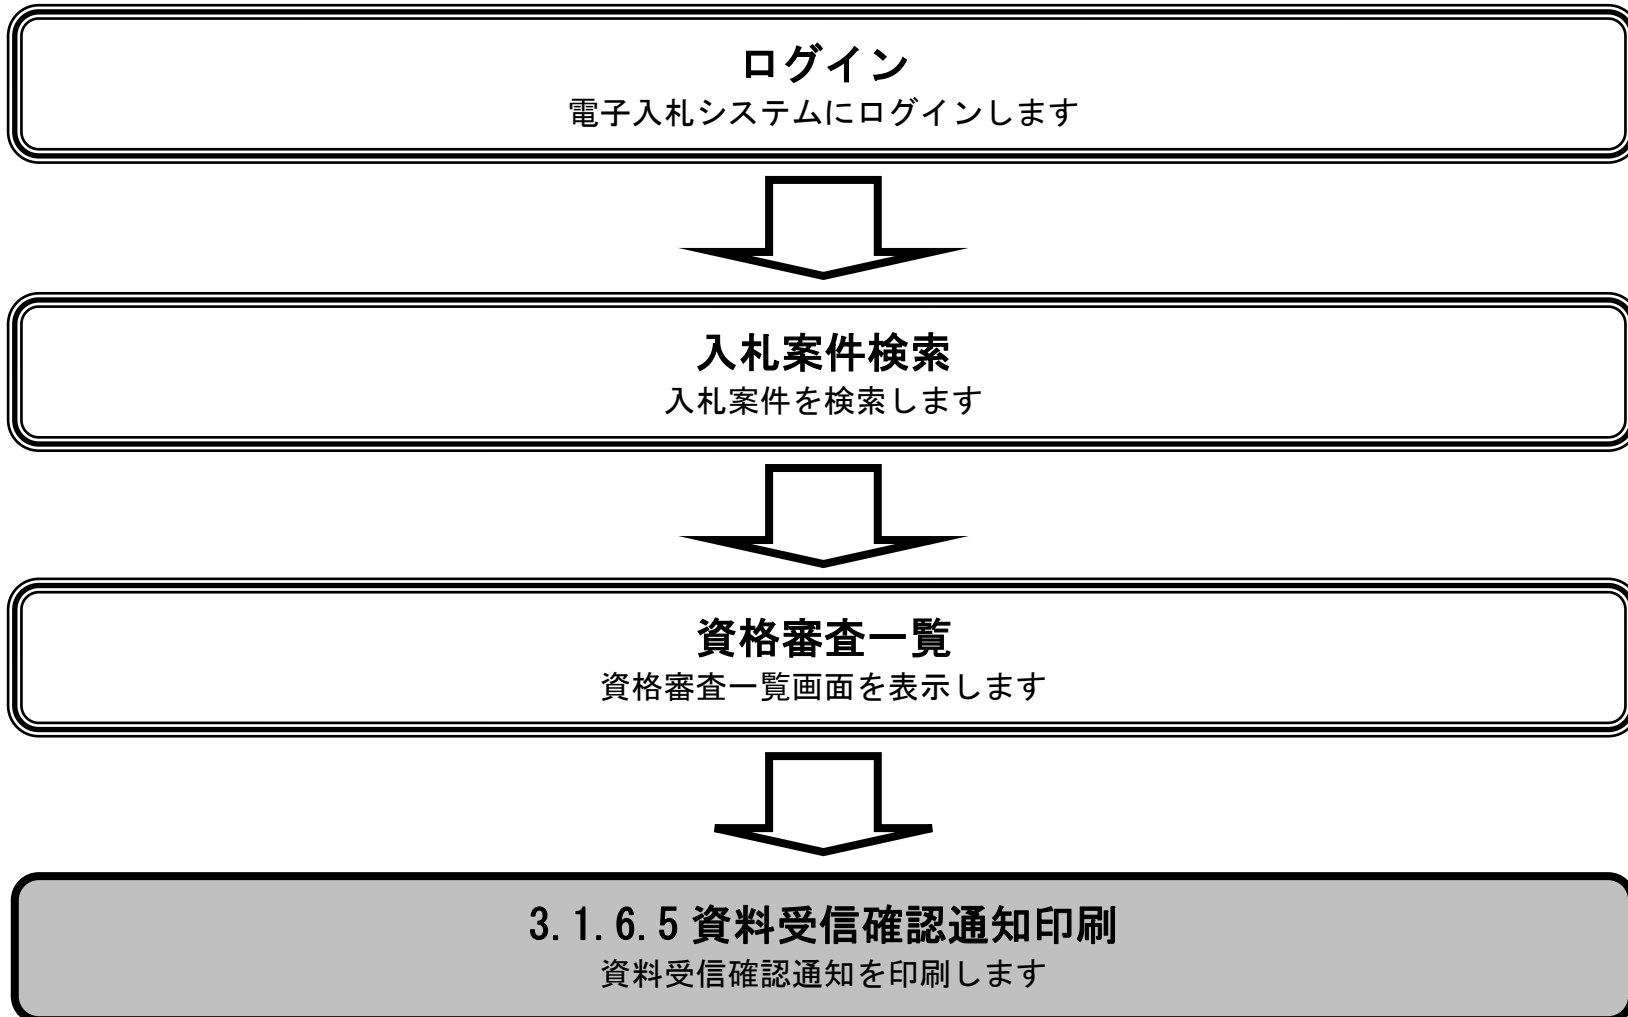 ログイン
電子入札システムにログインします
入札案件検索
入札案件を検索します
資格審査一覧
資格審査一覧画面を表示します
3.1.6.5 資料受信確認通知印刷
資料受信確認通知を印刷します